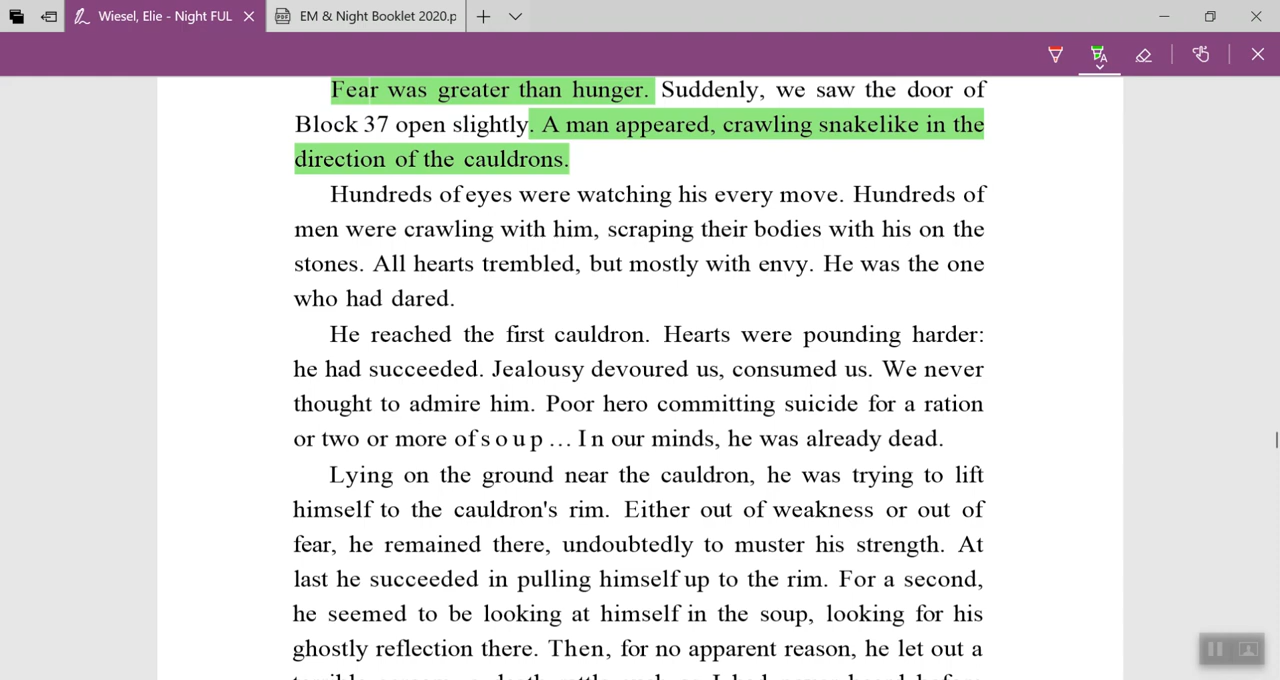 Wiesel, Elie - Night FUL
EM & Night Booklet 2020.p
Fear was greater than hunger. Suddenly, we saw the door of
Block 37 open slightly. A man appeared, crawling snakelike in the
direction of the cauldrons.
Hundreds of eyes were watching his every move. Hundreds of
men were crawling with him, scraping their bodies with his on the
stones. All hearts trembled, but mostly with envy. He was the one
who had dared.
He reached the first cauldron. Hearts were pounding harder:
he had succeeded. Jealousy devoured us, consumed us. We never
thought to admire him. Poor hero committing suicide for a ration
or two or more of s o u p … I n our minds, he was already dead.
Lying on the ground near the cauldron, he was trying to lift
himself to the cauldron's rim. Either out of weakness or out of
fear, he remained there, undoubtedly to muster his strength. At
last he succeeded in pulling himself up to the rim. For a second,
he seemed to be looking at himself in the soup, looking for his
ghostly reflection there. Then, for no apparent reason, he let out a